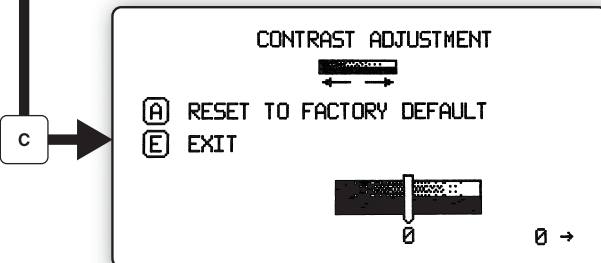 CONTRAST ADJUSTMENT
A RESET TO FACTORY DEFAULT
C
E EXIT
0
0 →